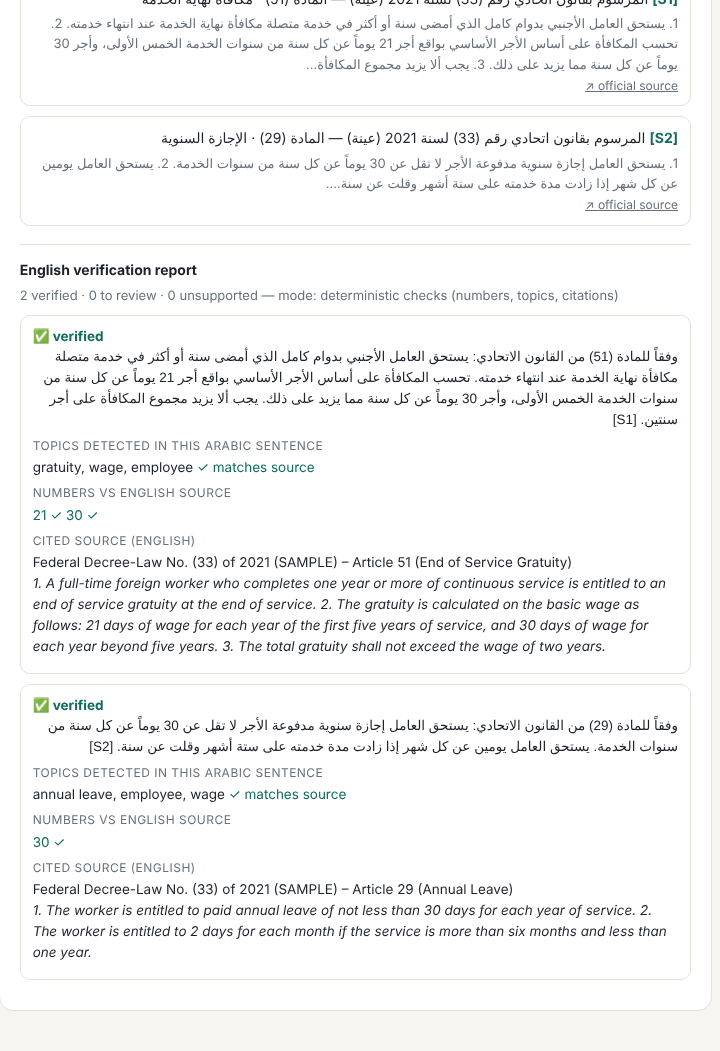 [S1] المرسوم بقانون اتحادي رقم (33) لسنة 2021 (عينة) — المادة (51) · مكافأة نهاية الخدمة
1. يستحق العامل الأجنبي بدوام كامل الذي أمضى سنة أو أكثر في خدمة متصلة مكافأة نهاية الخدمة عند انتهاء خدمته. 2.
تحسب المكافأة على أساس الأجر الأساسي بواقع أجر 21 يوماً عن كل سنة من سنوات الخدمة الخمس الأولى، وأجر 30
يوماً عن كل سنة مما يزيد على ذلك. 3. يجب ألا يزيد مجموع المكافأة...
official source ↗
[S2] المرسوم بقانون اتحادي رقم (33) لسنة 2021 (عينة) — المادة (29) · الإجازة السنوية
1. يستحق العامل إجازة سنوية مدفوعة الأجر لا تقل عن 30 يوماً عن كل سنة من سنوات الخدمة. 2. يستحق العامل يومين
عن كل شهر إذا زادت مدة خدمته على ستة أشهر وقلت عن سنة....
official source ↗
English verification report
2 verified · 0 to review · 0 unsupported — mode: deterministic checks (numbers, topics, citations)
✅ verified
وفقاً للمادة (51) من القانون الاتحادي: يستحق العامل الأجنبي بدوام كامل الذي أمضى سنة أو أكثر في خدمة متصلة
مكافأة نهاية الخدمة عند انتهاء خدمته. تحسب المكافأة على أساس الأجر الأساسي بواقع أجر 21 يوماً عن كل سنة من
سنوات الخدمة الخمس الأولى، وأجر 30 يوماً عن كل سنة مما يزيد على ذلك. يجب ألا يزيد مجموع المكافأة على أجر
سنتين. [S1]
TOPICS DETECTED IN THIS ARABIC SENTENCE
gratuity, wage, employee ✓ matches source
NUMBERS VS ENGLISH SOURCE
21 ✓ 30 ✓
CITED SOURCE (ENGLISH)
Federal Decree-Law No. (33) of 2021 (SAMPLE) – Article 51 (End of Service Gratuity)
1. A full-time foreign worker who completes one year or more of continuous service is entitled to an
end of service gratuity at the end of service. 2. The gratuity is calculated on the basic wage as
follows: 21 days of wage for each year of the first five years of service, and 30 days of wage for
each year beyond five years. 3. The total gratuity shall not exceed the wage of two years.
✅ verified
وفقاً للمادة (29) من القانون الاتحادي: يستحق العامل إجازة سنوية مدفوعة الأجر لا تقل عن 30 يوماً عن كل سنة من
سنوات الخدمة. يستحق العامل يومين عن كل شهر إذا زادت مدة خدمته على ستة أشهر وقلت عن سنة. [S2]
TOPICS DETECTED IN THIS ARABIC SENTENCE
annual leave, employee, wage ✓ matches source
NUMBERS VS ENGLISH SOURCE
30 ✓
CITED SOURCE (ENGLISH)
Federal Decree-Law No. (33) of 2021 (SAMPLE) – Article 29 (Annual Leave)
1. The worker is entitled to paid annual leave of not less than 30 days for each year of service. 2.
The worker is entitled to 2 days for each month if the service is more than six months and less than
one year.